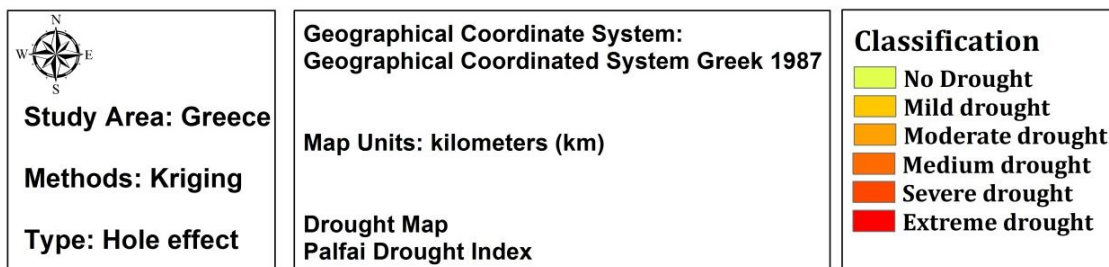 N
W E
S
Study Area: Greece
Methods: Kriging
Type: Hole effect
Geographical Coordinate System:
Geographical Coordinated System Greek 1987
Map Units: kilometers (km)
Drought Map
Palfai Drought Index
Classification
No Drought
Mild drought
Moderate drought
Medium drought
Severe drought
Extreme drought